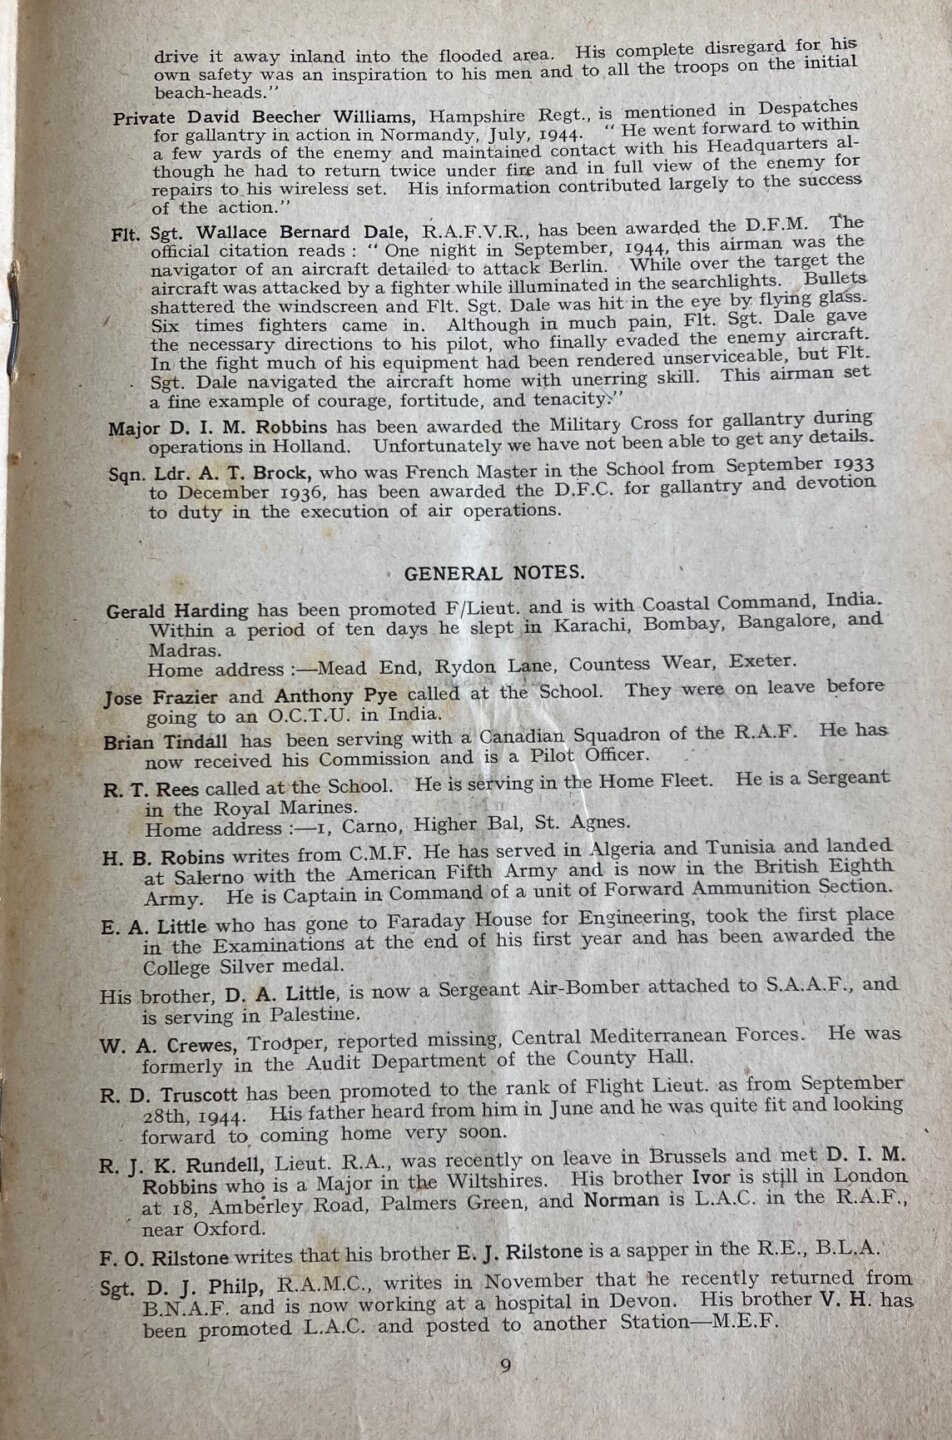 drive it away inland into the flooded area. His complete disregard for his
own safety was an inspiration to his men and to all the troops on the initial
beach-heads."
Private David Beecher Williams, Hampshire Regt., is mentioned in Despatches
for gallantry in action in Normandy, July, 1944. " He went forward to within
a few yards of the enemy and maintained contact with his Headquarters al-
though he had to return twice under fire and in full view of the enemy for
repairs to his wireless set. His information contributed largely to the success
of the action."
Flt. Sgt. Wallace Bernard Dale, R.A.F.V.R., has been awarded the D.F.M. The
official citation reads : " One night in September, 1944, this airman was the
navigator of an aircraft detailed to attack Berlin. While over the target the
aircraft was attacked by a fighter while illuminated in the searchlights. Bullets
shattered the windscreen and Flt. Sgt. Dale was hit in the eye by flying glass.
Six times fighters came in. Although in much pain, Flt. Sgt. Dale gave
the necessary directions to his pilot, who finally evaded the enemy aircraft.
In the fight much of his equipment had been rendered unserviceable, but Flt.
Sgt. Dale navigated the aircraft home with unerring skill. This airman set
a fine example of courage, fortitude, and tenacity."
Major D. I. M. Robbins has been awarded the Military Cross for gallantry during
operations in Holland. Unfortunately we have not been able to get any details.
Sqn. Ldr. A. T. Brock, who was French Master in the School from September 1933
to December 1936, has been awarded the D.F.C. for gallantry and devotion
to duty in the execution of air operations.
GENERAL NOTES.
Gerald Harding has been promoted F/Lieut. and is with Coastal Command, India.
Within a period of ten days he slept in Karachi, Bombay, Bangalore, and
Madras.
Home address :—Mead End, Rydon Lane, Countess Wear, Exeter.
Jose Frazier and Anthony Pye called at the School. They were on leave before
going to an O.C.T.U. in India.
Brian Tindall has been serving with a Canadian Squadron of the R.A.F. He has
now received his Commission and is a Pilot Officer.
R. T. Rees called at the School. He is serving in the Home Fleet. He is a Sergeant
in the Royal Marines.
Home address :—1, Carno, Higher Bal, St. Agnes.
H. B. Robins writes from C.M.F. He has served in Algeria and Tunisia and landed
at Salerno with the American Fifth Army and is now in the British Eighth
Army. He is Captain in Command of a unit of Forward Ammunition Section.
E. A. Little who has gone to Faraday House for Engineering, took the first place
in the Examinations at the end of his first year and has been awarded the
College Silver medal.
His brother, D. A. Little, is now a Sergeant Air-Bomber attached to S.A.A.F., and
is serving in Palestine.
W. A. Crewes, Trooper, reported missing, Central Mediterranean Forces. He was
formerly in the Audit Department of the County Hall.
R. D. Truscott has been promoted to the rank of Flight Lieut. as from September
28th, 1944. His father heard from him in June and he was quite fit and looking
forward to coming home very soon.
R. J. K. Rundell, Lieut. R.A., was recently on leave in Brussels and met D. I. M.
Robbins who is a Major in the Wiltshires. His brother Ivor is still in London
at 18, Amberley Road, Palmers Green, and Norman is L.A.C. in the R.A.F.,
near Oxford.
F. O. Rilstone writes that his brother E. J. Rilstone is a sapper in the R.E., B.L.A.
Sgt. D. J. Philp, R.A.M.C., writes in November that he recently returned from
B.N.A.F. and is now working at a hospital in Devon. His brother V. H. has
been promoted L.A.C. and posted to another Station—M.E.F.
9